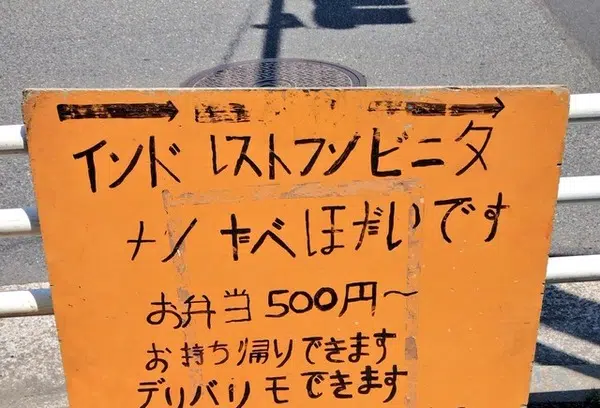 インド レストフン ビニタ
ナン だべほだいです
お弁当 500円～
お持ち帰りできます
デリバリモできます